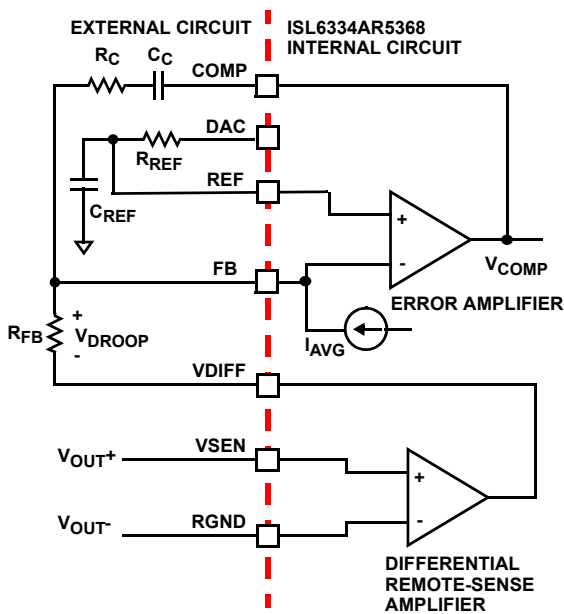 EXTERNAL CIRCUIT
ISL6334AR5368
INTERNAL CIRCUIT
RC
CC
COMP
DAC
RREF
REF
CREF
+
-
VCOMP
FB
ERROR AMPLIFIER
RFB
+
VDROOP
-
IAVG
VDIFF
VOUT+
VSEN
+
VOUT-
RGND
-
DIFFERENTIAL
REMOTE-SENSE
AMPLIFIER